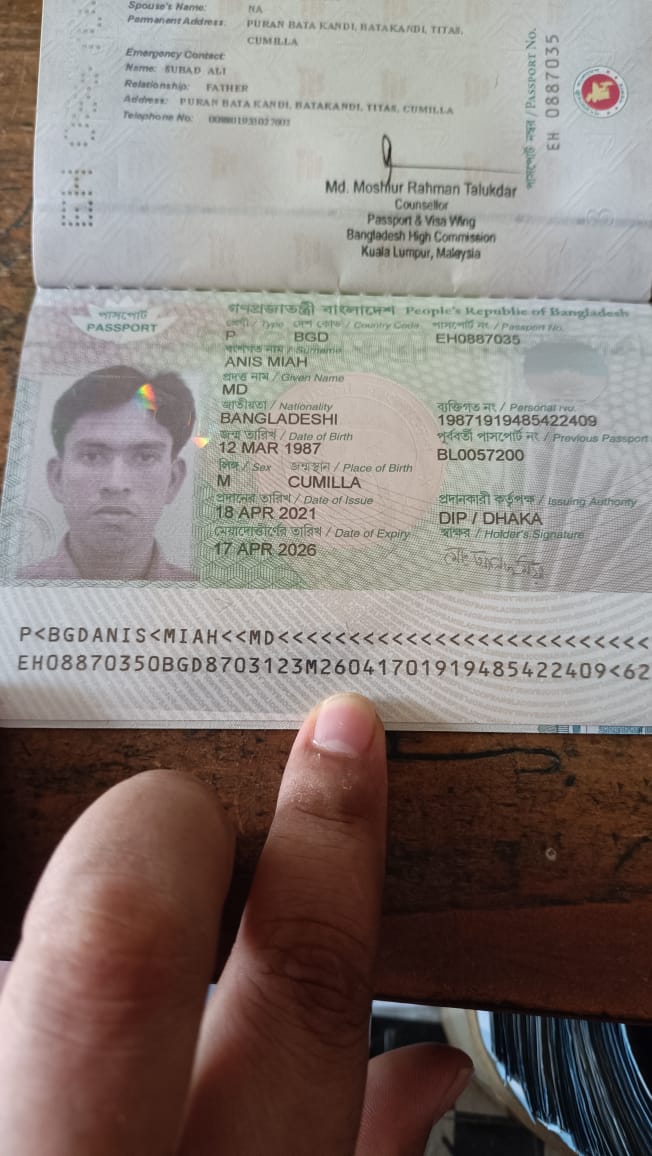 Spouse's Name: NA
Permanent Address: PURAN BATA KANDI, BATAKANDI, TITAS,
CUMILLA
Emergency Contact:
Name: SUBAD ALI
Relationship: FATHER
Address: PURAN BATA KANDI, BATAKANDI, TITAS, CUMILLA
Telephone No:
পাসপোর্ট নম্বর / PASSPORT No.
EH 0887035
Md. Moshiur Rahman Talukdar
Counsellor
Passport & Visa Wing
Bangladesh High Commission
Kuala Lumpur, Malaysia
গণপ্রজাতন্ত্রী বাংলাদেশ People's Republic of Bangladesh
পাসপোর্ট
PASSPORT
শ্রেণী / Type দেশ কোড / Country Code পাসপোর্ট নং / Passport No.
P BGD EH0887035
বংশগত নাম / Surname
ANIS MIAH
প্রদত্ত নাম / Given Name
MD
জাতীয়তা / Nationality ব্যক্তিগত নং / Personal No.
BANGLADESHI 19871919485422409
জন্ম তারিখ / Date of Birth পূর্ববর্তী পাসপোর্ট নং / Previous Passport
12 MAR 1987 BL0057200
লিঙ্গ / Sex জন্মস্থান / Place of Birth
M CUMILLA
প্রদানের তারিখ / Date of Issue প্রদানকারী কর্তৃপক্ষ / Issuing Authority
18 APR 2021 DIP / DHAKA
মেয়াদোত্তীর্ণের তারিখ / Date of Expiry স্বাক্ষর / Holder's Signature
17 APR 2026
P<BGDANIS<MIAH<<MD<<<<<<<<<<<<<<<<<<<<<<<<<<
EH08870350BGD8703123M260417019194854​22409<62